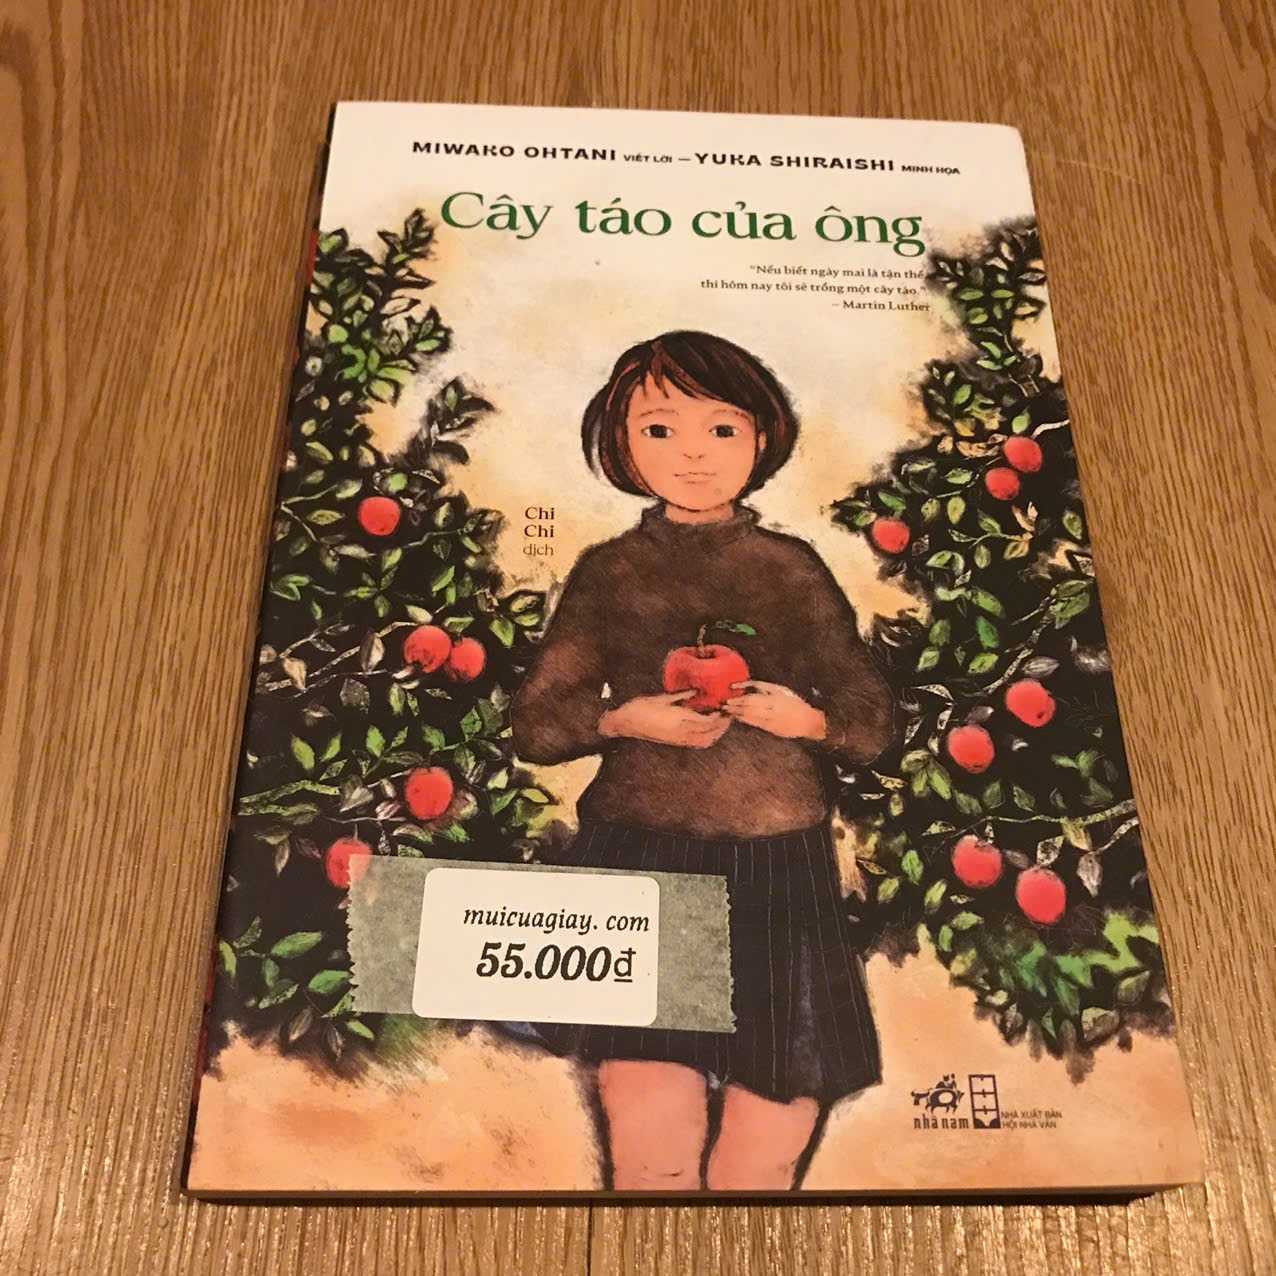 MIWAKO OHTANI VIẾT LỜI — YUKA SHIRAISHI MINH HỌA
Cây táo của ông
“Nếu biết ngày mai là tận thế,
thì hôm nay tôi sẽ trồng một cây táo.”
– Martin Luther
Chi
Chi
dịch
muicuagiay. com
55.000đ
nhã nam
NHÀ XUẤT BẢN
HỘI NHÀ VĂN